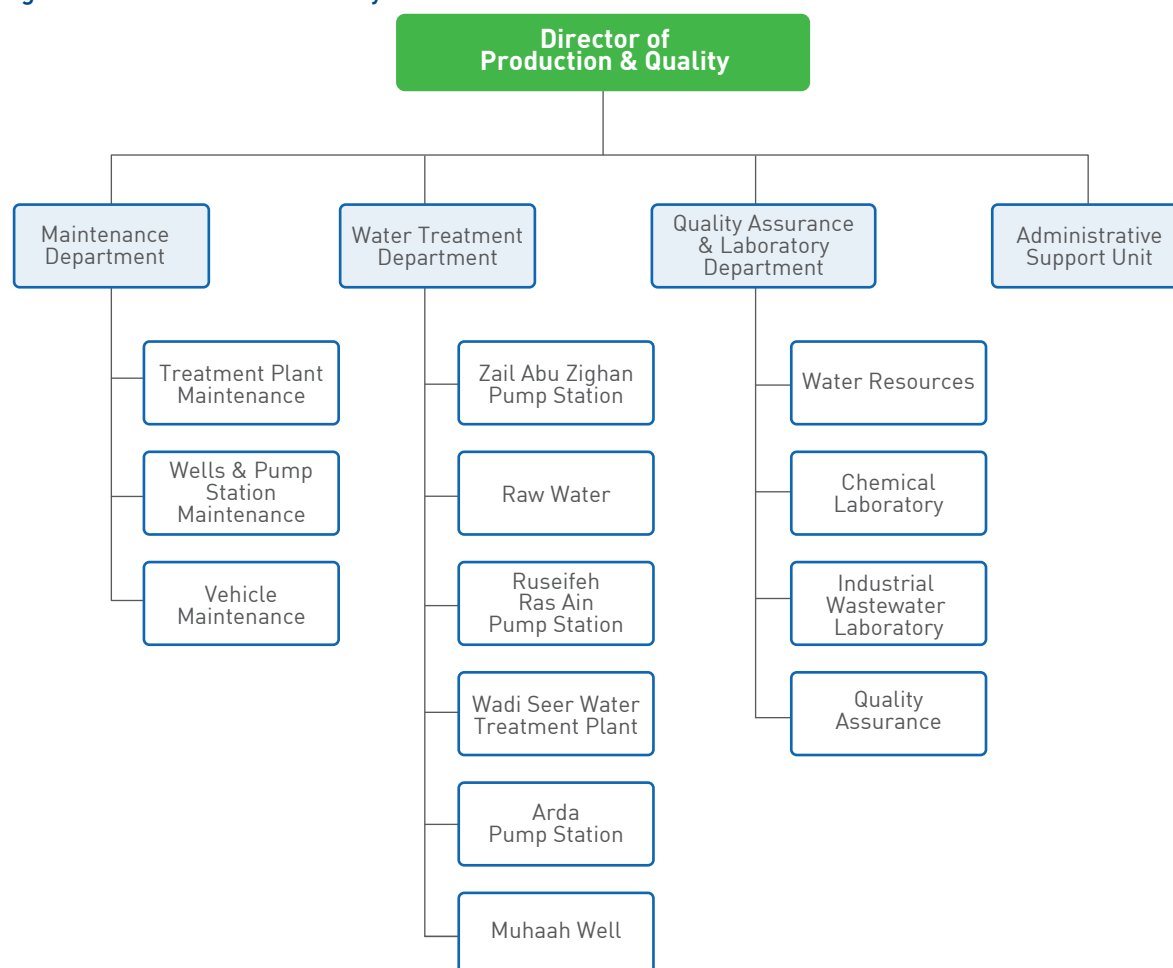 Director of
Production & Quality
Maintenance
Department
Water Treatment
Department
Quality Assurance
& Laboratory
Department
Administrative
Support Unit
Treatment Plant
Maintenance
Wells & Pump
Station
Maintenance
Vehicle
Maintenance
Zail Abu Zighan
Pump Station
Raw Water
Ruseifeh
Ras Ain
Pump Station
Wadi Seer Water
Treatment Plant
Arda
Pump Station
Muhaah Well
Water Resources
Chemical
Laboratory
Industrial
Wastewater
Laboratory
Quality
Assurance